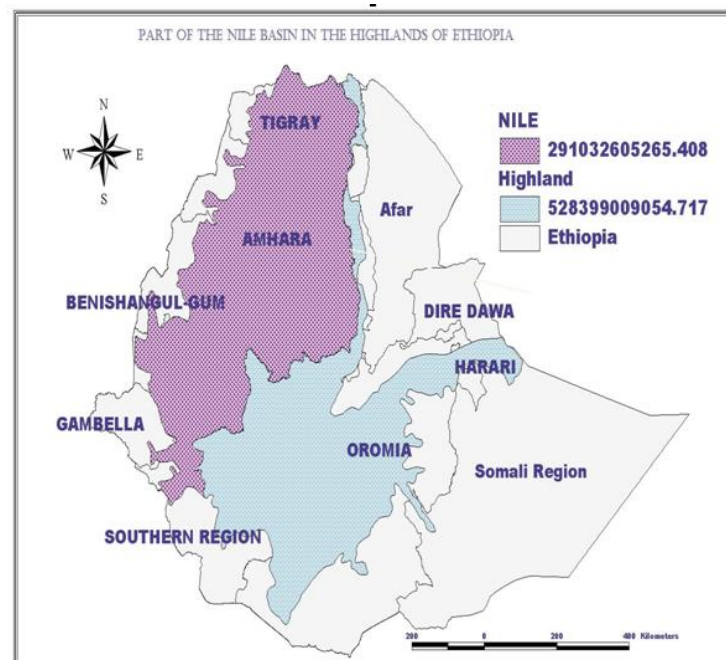 PART OF THE NILE BASIN IN THE HIGHLANDS OF ETHIOPIA
N
W E
S
NILE
291032605265.408
Highland
528399009054.717
Ethiopia
TIGRAY
Afar
AMHARA
BENISHANGUL-GUM
DIRE DAWA
HARARI
GAMBELLA
OROMIA
Somali Region
SOUTHERN REGION
200 0 200 400 Kilometers